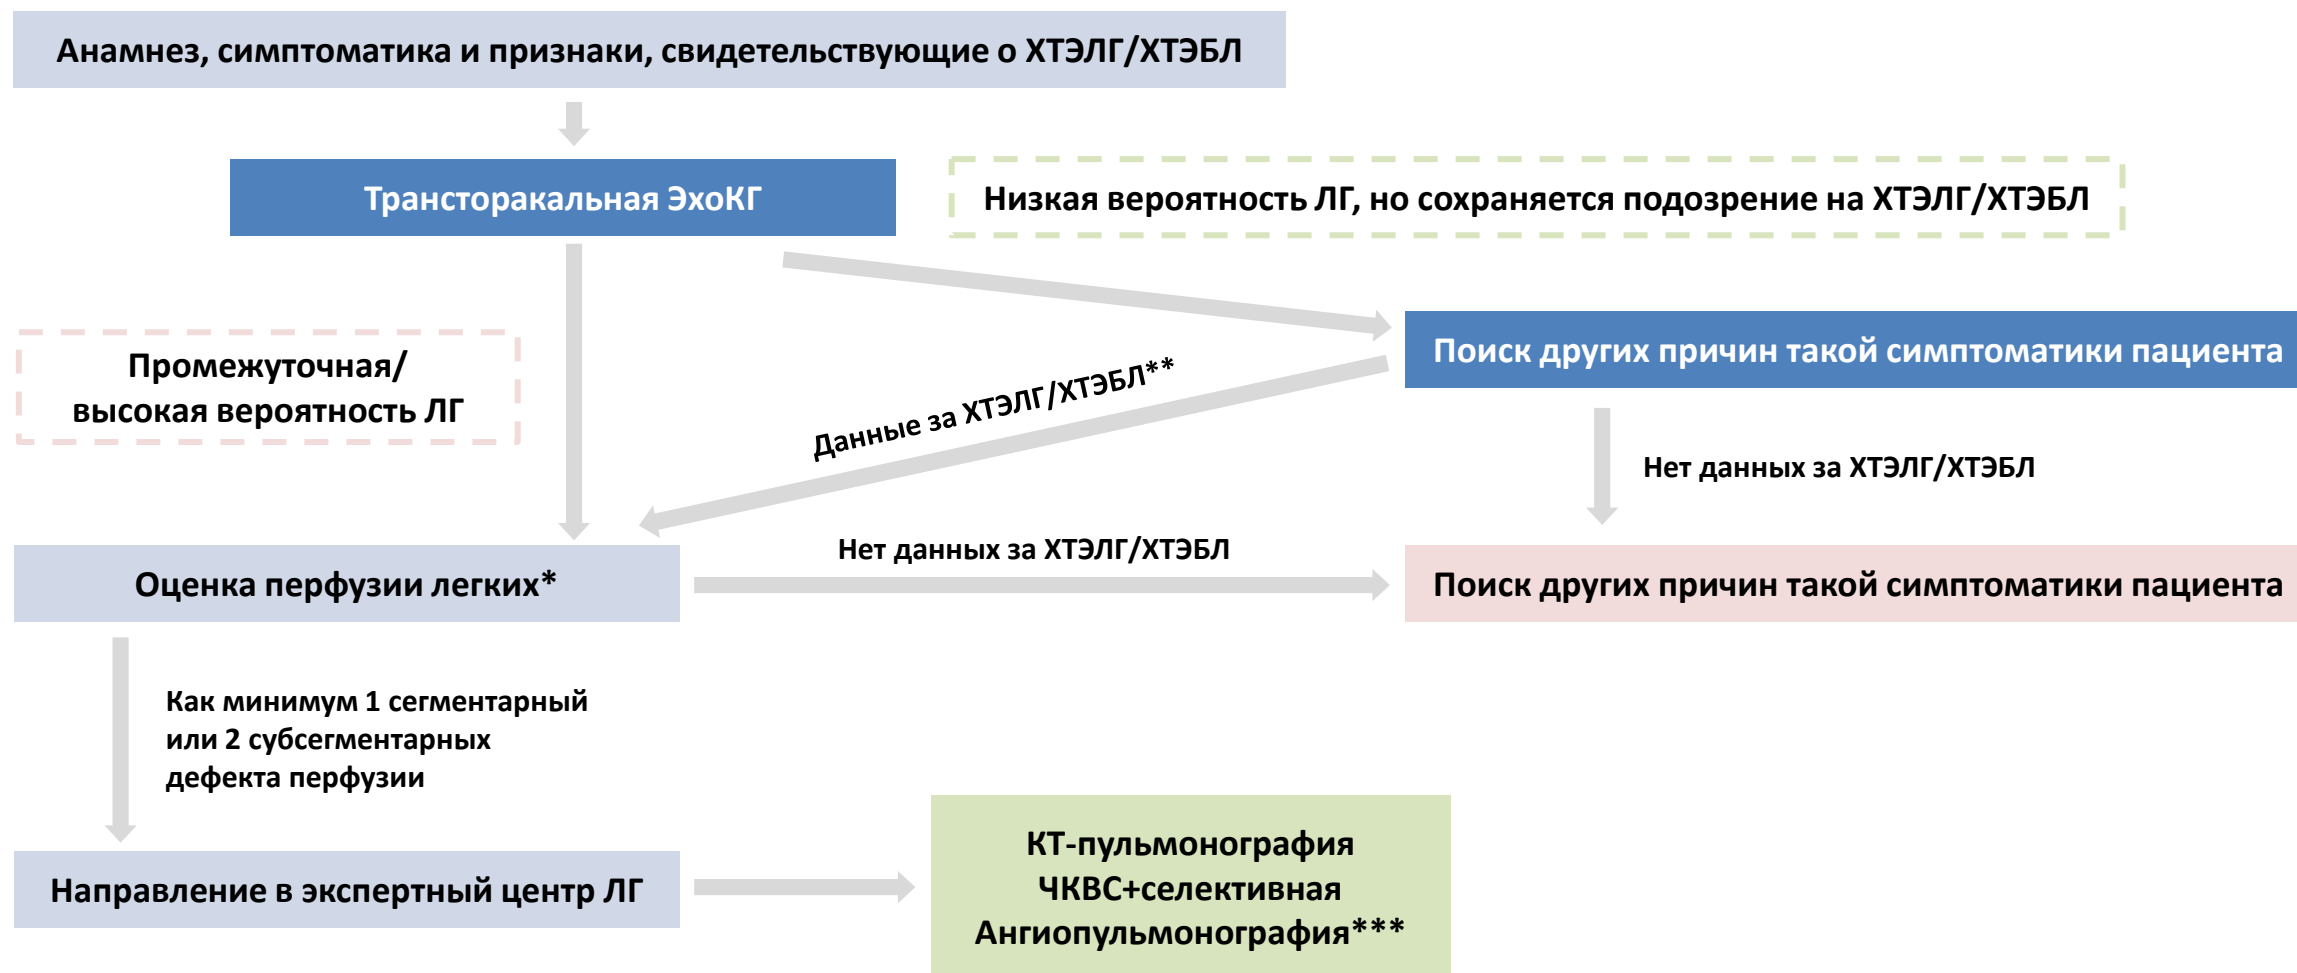 Анамнез, симптоматика и признаки, свидетельствующие о ХТЭЛГ/ХТЭБЛ
Трансторакальная ЭхоКГ
Низкая вероятность ЛГ, но сохраняется подозрение на ХТЭЛГ/ХТЭБЛ
Промежуточная/
высокая вероятность ЛГ
Поиск других причин такой симптоматики пациента
Данные за ХТЭЛГ/ХТЭБЛ**
Нет данных за ХТЭЛГ/ХТЭБЛ
Оценка перфузии легких*
Нет данных за ХТЭЛГ/ХТЭБЛ
Поиск других причин такой симптоматики пациента
Как минимум 1 сегментарный
или 2 субсегментарных
дефекта перфузии
Направление в экспертный центр ЛГ
КТ-пульмонография
ЧКВС+селективная
Ангиопульмонография***